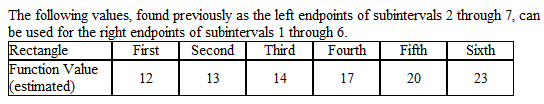 The following values, found previously as the left endpoints of subintervals 2 through 7, can
be used for the right endpoints of subintervals 1 through 6.
Rectangle First Second Third Fourth Fifth Sixth
Function Value
(estimated) 12 13 14 17 20 23